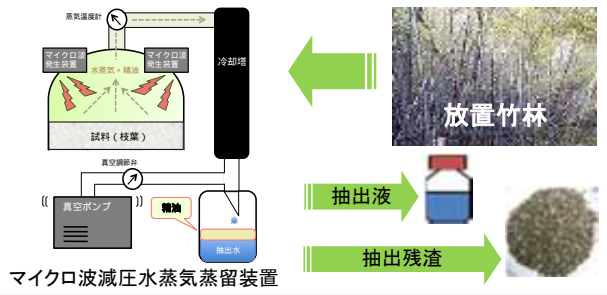 蒸気温度計
マイクロ波
発生装置
マイクロ波
発生装置
水蒸気+精油
冷却塔
試料(枝葉)
真空調節弁
真空ポンプ
精油
抽出水
マイクロ波減圧水蒸気蒸留装置
放置竹林
抽出液
抽出残渣